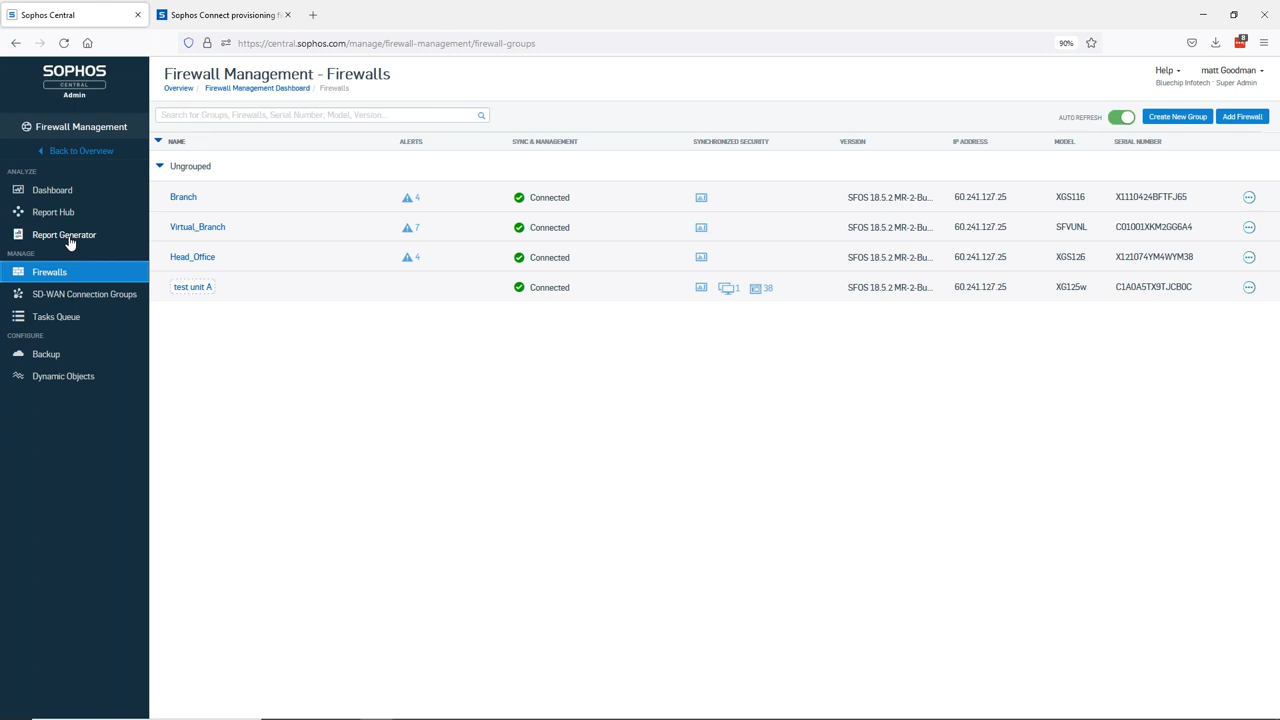 Sophos Central
Sophos Connect provisioning f
https://central.sophos.com/manage/firewall-management/firewall-groups
90%
8
SOPHOS
CENTRAL
Admin
Firewall Management
Back to Overview
ANALYZE
Dashboard
Report Hub
Report Generator
MANAGE
Firewalls
SD-WAN Connection Groups
Tasks Queue
CONFIGURE
Backup
Dynamic Objects
Firewall Management - Firewalls
Overview / Firewall Management Dashboard / Firewalls
Help
matt Goodman
Bluechip Infotech · Super Admin
Search for Groups, Firewalls, Serial Number, Model, Version...
AUTO REFRESH
Create New Group
Add Firewall
NAME ALERTS SYNC & MANAGEMENT SYNCHRONIZED SECURITY VERSION IP ADDRESS MODEL SERIAL NUMBER
Ungrouped
Branch 4 Connected SFOS 18.5.2 MR-2-Bu... 60.241.127.25 XGS116 X1110424BFTFJ65
Virtual_Branch 7 Connected SFOS 18.5.2 MR-2-Bu... 60.241.127.25 SFVUNL C01001XKM2GG6A4
Head_Office 4 Connected SFOS 18.5.2 MR-2-Bu... 60.241.127.25 XGS126 X121074YM4WYM38
test unit A Connected 1 38 SFOS 18.5.2 MR-2-Bu... 60.241.127.25 XG125w C1A0A5TX9TJCB0C